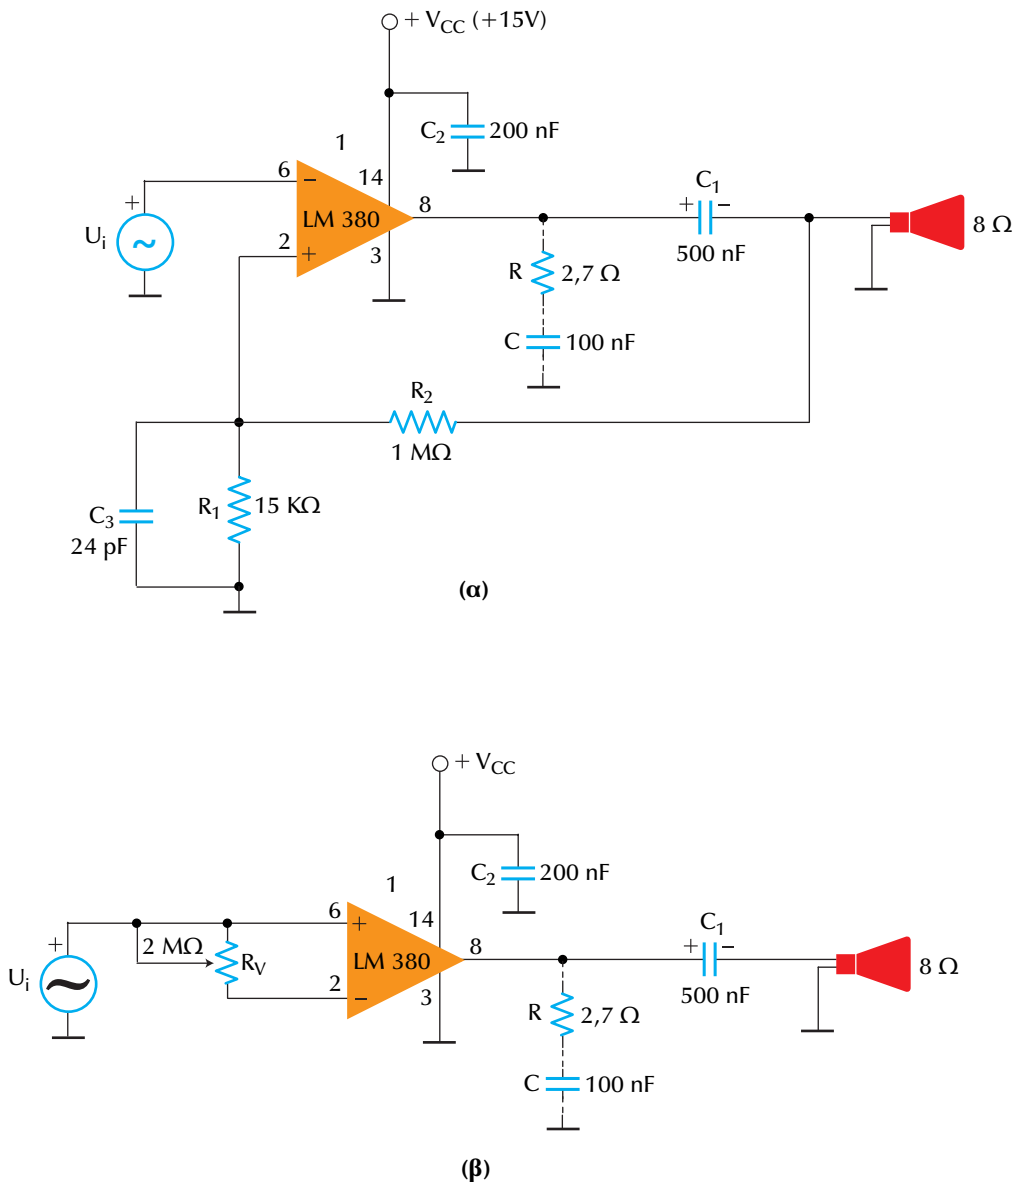 + VCC (+15V)
C2
200 nF
1
6
–
14
C1
+
LM 380
8
+
–
Ui
2
+
3
500 nF
8 Ω
R
2,7 Ω
C
100 nF
R2
1 MΩ
R1
15 KΩ
C3
24 pF
(α)
+ VCC
C2
200 nF
1
6
+
14
C1
+
2 MΩ
RV
LM 380
8
+
–
Ui
2
–
3
500 nF
8 Ω
R
2,7 Ω
C
100 nF
(β)